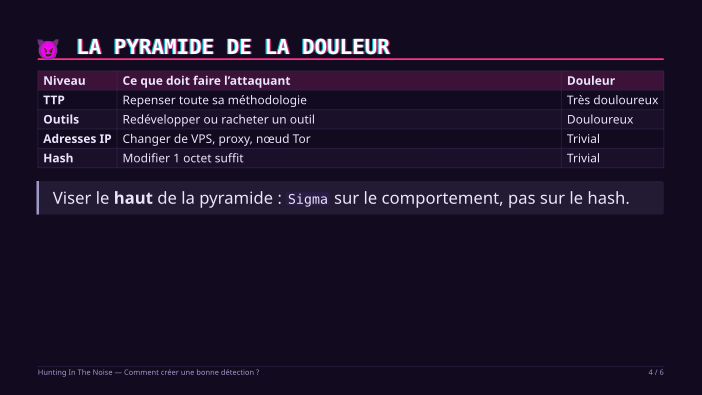 😈 LA PYRAMIDE DE LA DOULEUR
Niveau Ce que doit faire l’attaquant Douleur
TTP Repenser toute sa méthodologie Très douloureux
Outils Redévelopper ou racheter un outil Douloureux
Adresses IP Changer de VPS, proxy, nœud Tor Trivial
Hash Modifier 1 octet suffit Trivial
Viser le haut de la pyramide : Sigma sur le comportement, pas sur le hash.
Hunting In The Noise — Comment créer une bonne détection ? 4 / 6